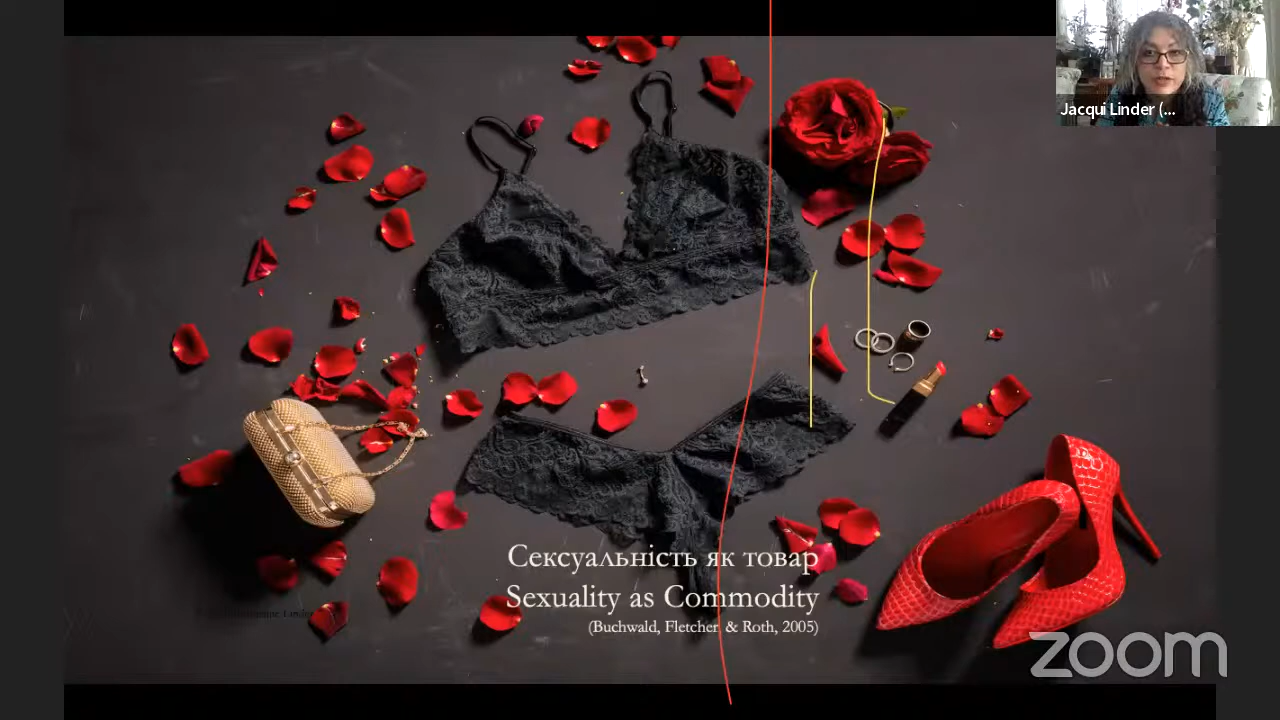 Jacqui Linder (...
Сексуальність як товар
Sexuality as Commodity
(Buchwald, Fletcher & Roth, 2005)
zoom